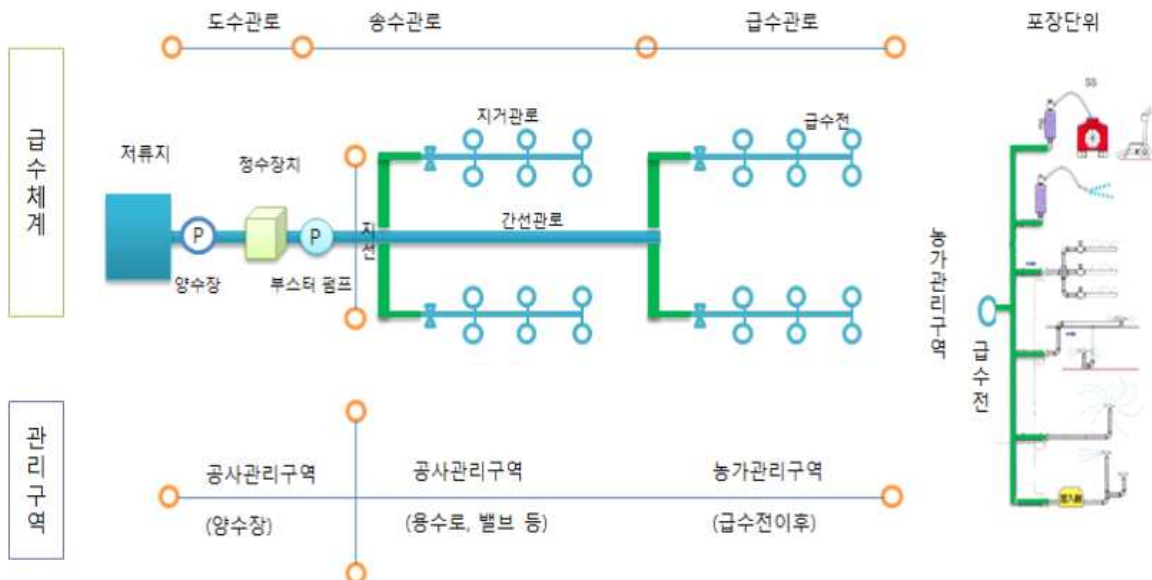 도수관로
송수관로
급수관로
포장단위
급수체계
저류지
정수장치
지거관로
급수전
P
P
지선
간선관로
양수장
부스터 펌프
SS
농가관리구역
급수전
관리구역
공사관리구역
공사관리구역
농가관리구역
(양수장)
(용수로, 밸브 등)
(급수전이후)